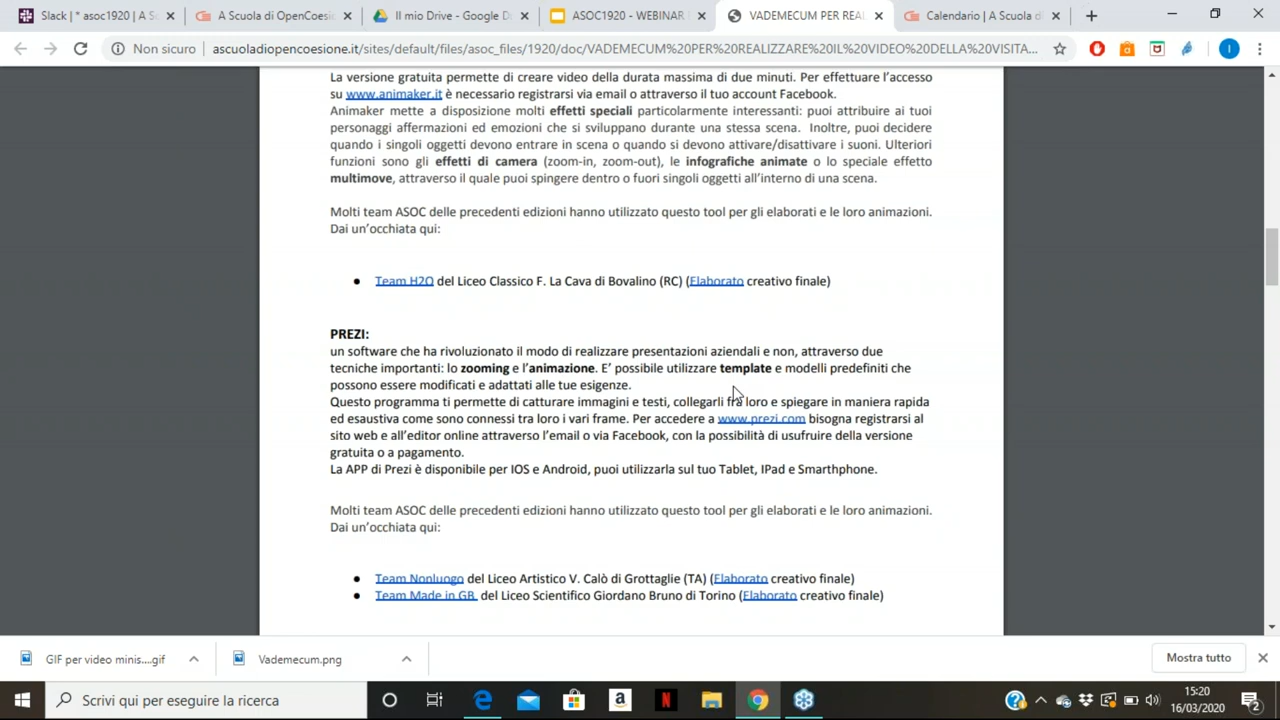 Slack | * asoc1920 | A S
A Scuola di OpenCoesion
Il mio Drive - Google D
ASOC1920 - WEBINAR
VADEMECUM PER REAL
Calendario | A Scuola di
Non sicuro
ascuoladiopencoesione.it/sites/default/files/asoc_files/1920/doc/VADEMECUM%20PER%20REALIZZARE%20IL%20VIDEO%20DELLA%20VISITA...
I
La versione gratuita permette di creare video della durata massima di due minuti. Per effettuare l'accesso
su www.animaker.it è necessario registrarsi via email o attraverso il tuo account Facebook.
Animaker mette a disposizione molti effetti speciali particolarmente interessanti: puoi attribuire ai tuoi
personaggi affermazioni ed emozioni che si sviluppano durante una stessa scena. Inoltre, puoi decidere
quando i singoli oggetti devono entrare in scena o quando si devono attivare/disattivare i suoni. Ulteriori
funzioni sono gli effetti di camera (zoom-in, zoom-out), le infografiche animate o lo speciale effetto
multimove, attraverso il quale puoi spingere dentro o fuori singoli oggetti all'interno di una scena.
Molti team ASOC delle precedenti edizioni hanno utilizzato questo tool per gli elaborati e le loro animazioni.
Dai un'occhiata qui:
● Team H2O del Liceo Classico F. La Cava di Bovalino (RC) (Elaborato creativo finale)
PREZI:
un software che ha rivoluzionato il modo di realizzare presentazioni aziendali e non, attraverso due
tecniche importanti: lo zooming e l'animazione. E' possibile utilizzare template e modelli predefiniti che
possono essere modificati e adattati alle tue esigenze.
Questo programma ti permette di catturare immagini e testi, collegarli fra loro e spiegare in maniera rapida
ed esaustiva come sono connessi tra loro i vari frame. Per accedere a www.prezi.com bisogna registrarsi al
sito web e all'editor online attraverso l'email o via Facebook, con la possibilità di usufruire della versione
gratuita o a pagamento.
La APP di Prezi è disponibile per IOS e Android, puoi utilizzarla sul tuo Tablet, IPad e Smarthphone.
Molti team ASOC delle precedenti edizioni hanno utilizzato questo tool per gli elaborati e le loro animazioni.
Dai un'occhiata qui:
● Team Nonluogo del Liceo Artistico V. Calò di Grottaglie (TA) (Elaborato creativo finale)
● Team Made in GB del Liceo Scientifico Giordano Bruno di Torino (Elaborato creativo finale)
GIF per video minis....gif
Vademecum.png
Mostra tutto
Scrivi qui per eseguire la ricerca
15:20
16/03/2020
2